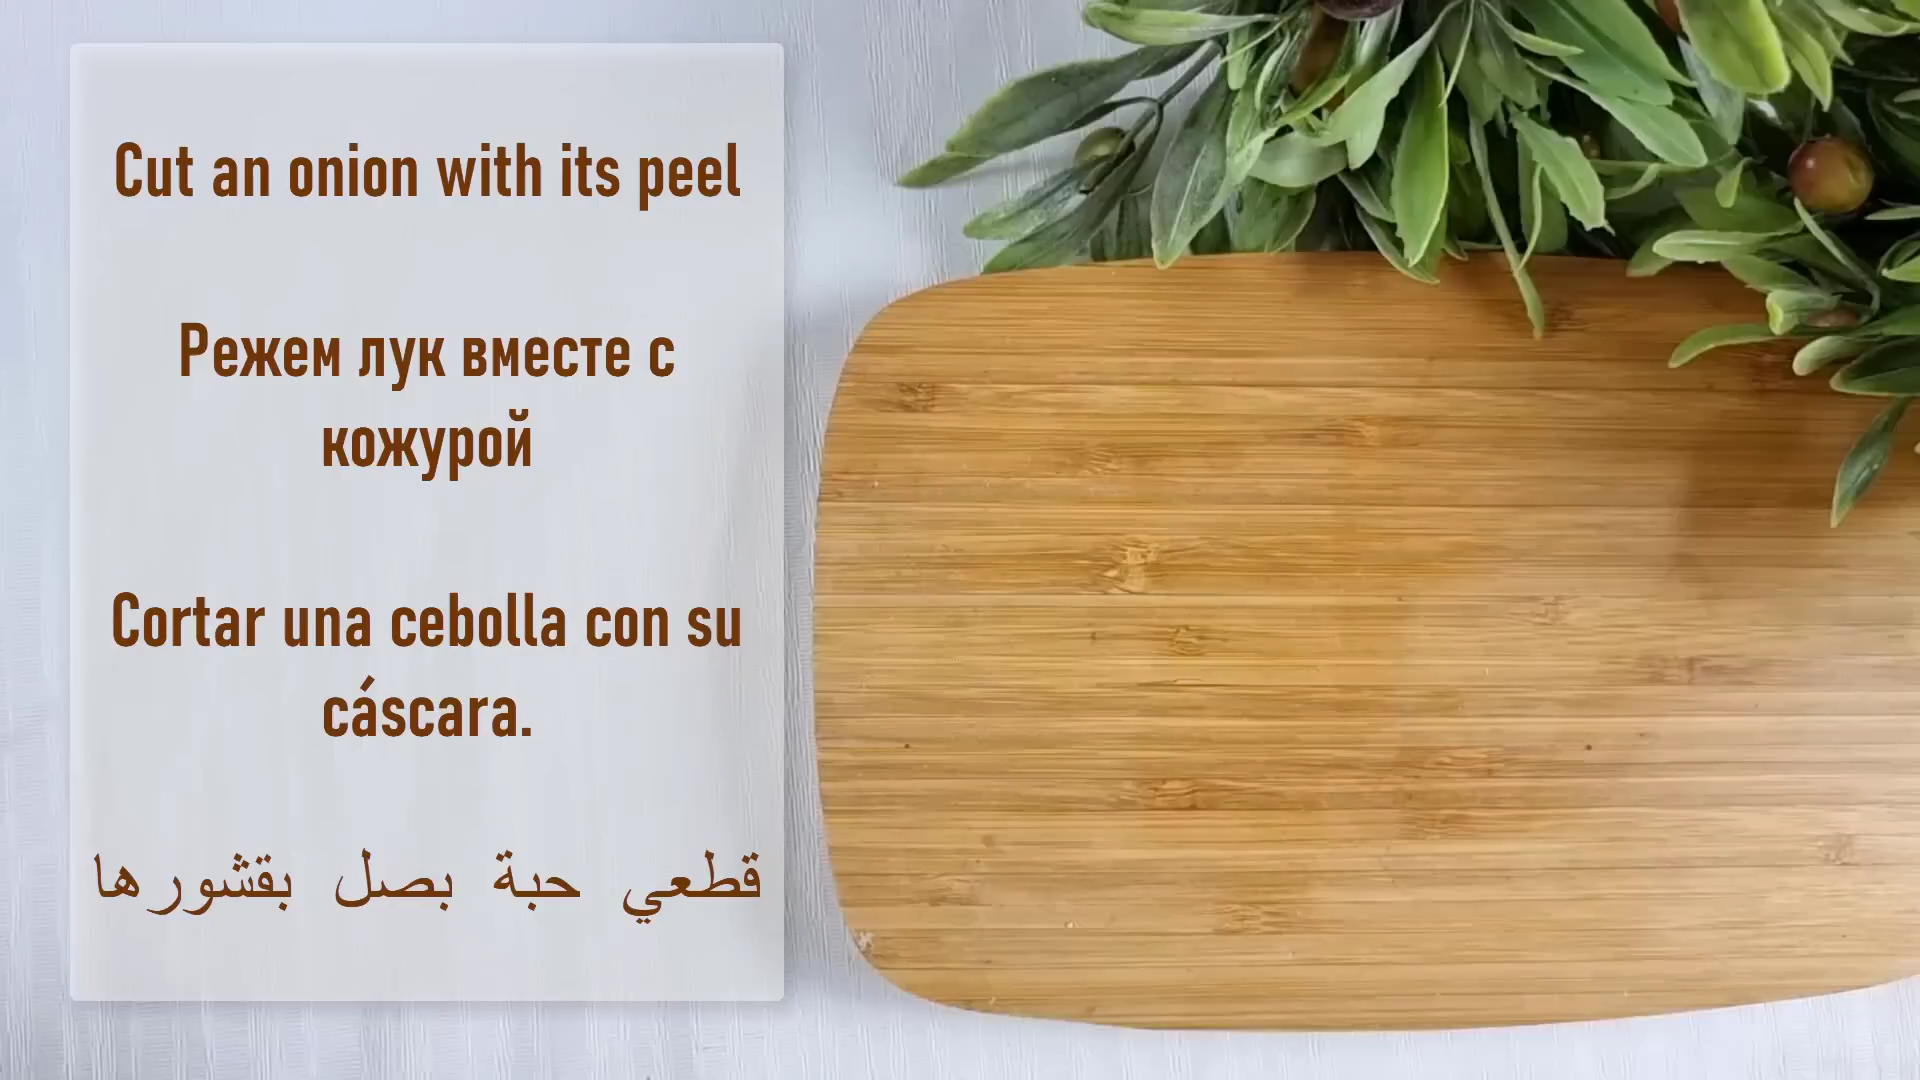 Cut an onion with its peel
Режем лук вместе с
кожурой
Cortar una cebolla con su
cáscara.
قطعي حبة بصل بقشورها